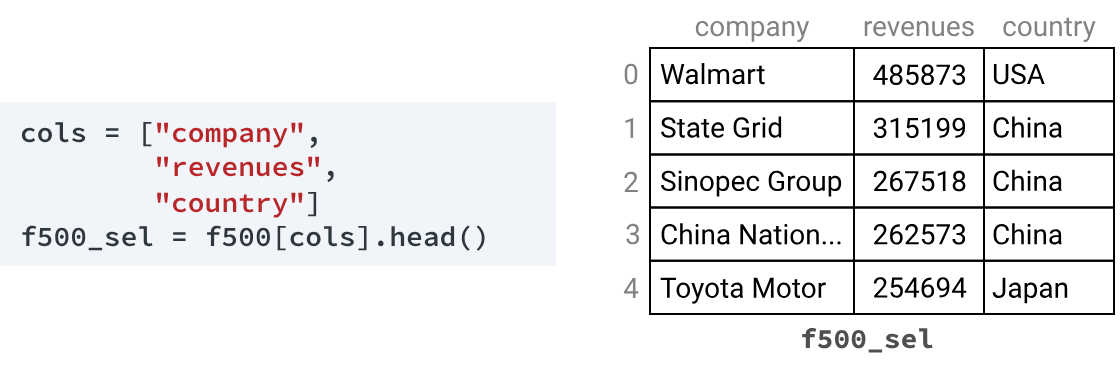 cols = ["company",
"revenues",
"country"]
f500_sel = f500[cols].head()
company revenues country
0 Walmart 485873 USA
1 State Grid 315199 China
2 Sinopec Group 267518 China
3 China Nation... 262573 China
4 Toyota Motor 254694 Japan
f500_sel